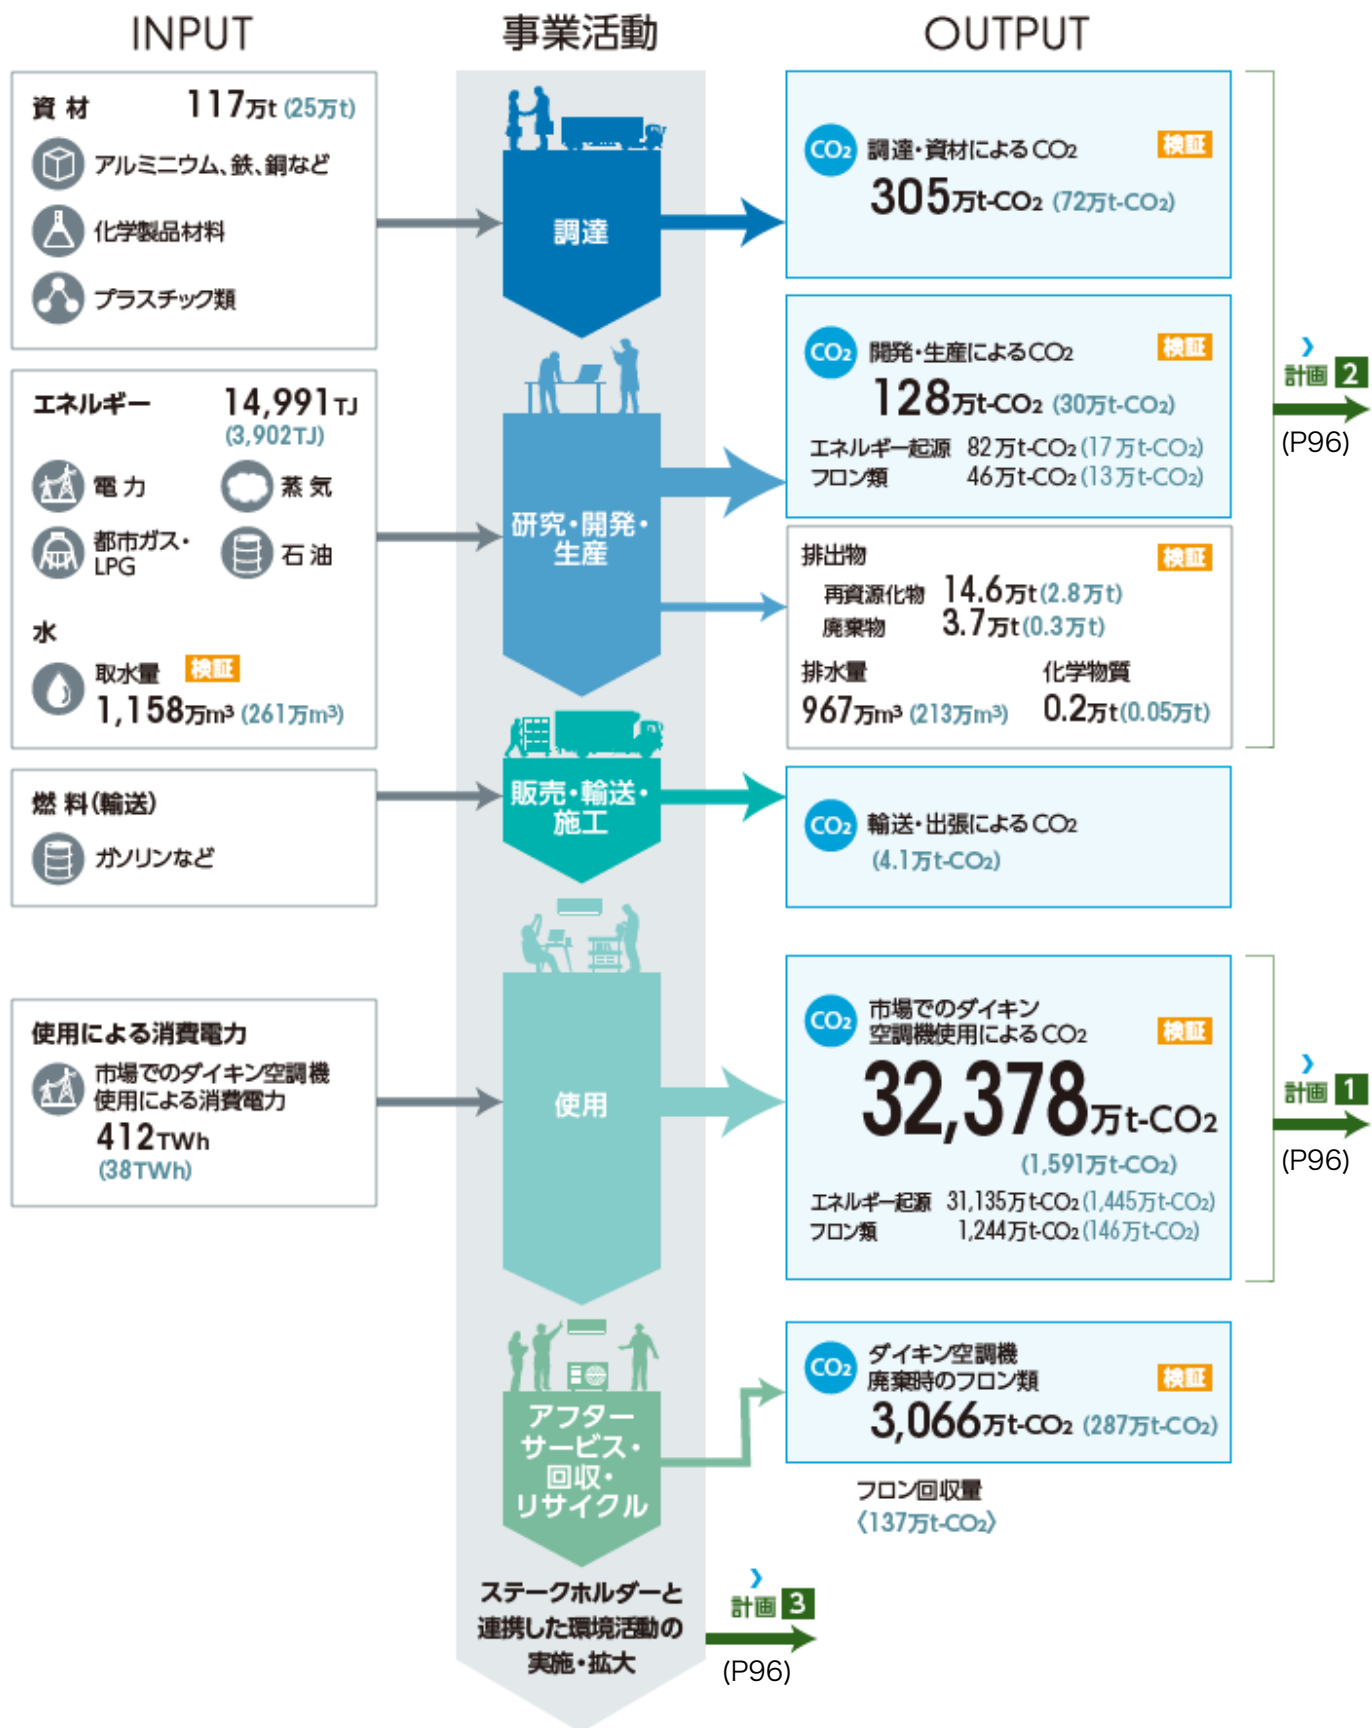 INPUT
事業活動
OUTPUT
資材 117万t (25万t)
アルミニウム、鉄、銅など
化学製品材料
プラスチック類
調達
CO2 調達・資材によるCO2 検証
305万t-CO2 (72万t-CO2)
エネルギー 14,991TJ
(3,902TJ)
電力 蒸気
都市ガス・
LPG
石油
水
取水量 検証
1,158万m³ (261万m³)
研究・開発・
生産
CO2 開発・生産によるCO2 検証
128万t-CO2 (30万t-CO2)
エネルギー起源 82万t-CO2 (17万t-CO2)
フロン類 46万t-CO2 (13万t-CO2)
排出物 検証
再資源化物 14.6万t (2.8万t)
廃棄物 3.7万t (0.3万t)
排水量 化学物質
967万m³ (213万m³) 0.2万t (0.05万t)
計画 2
(P96)
燃料(輸送)
ガソリンなど
販売・輸送・
施工
CO2 輸送・出張によるCO2
(4.1万t-CO2)
使用による消費電力
市場でのダイキン空調機
使用による消費電力
412TWh
(38TWh)
使用
CO2 市場でのダイキン
空調機使用によるCO2 検証
32,378万t-CO2
(1,591万t-CO2)
エネルギー起源 31,135万t-CO2 (1,445万t-CO2)
フロン類 1,244万t-CO2 (146万t-CO2)
計画 1
(P96)
アフター
サービス・
回収・
リサイクル
CO2 ダイキン空調機
廃棄時のフロン類 検証
3,066万t-CO2 (287万t-CO2)
フロン回収量
〈137万t-CO2〉
ステークホルダーと
連携した環境活動の
実施・拡大
計画 3
(P96)